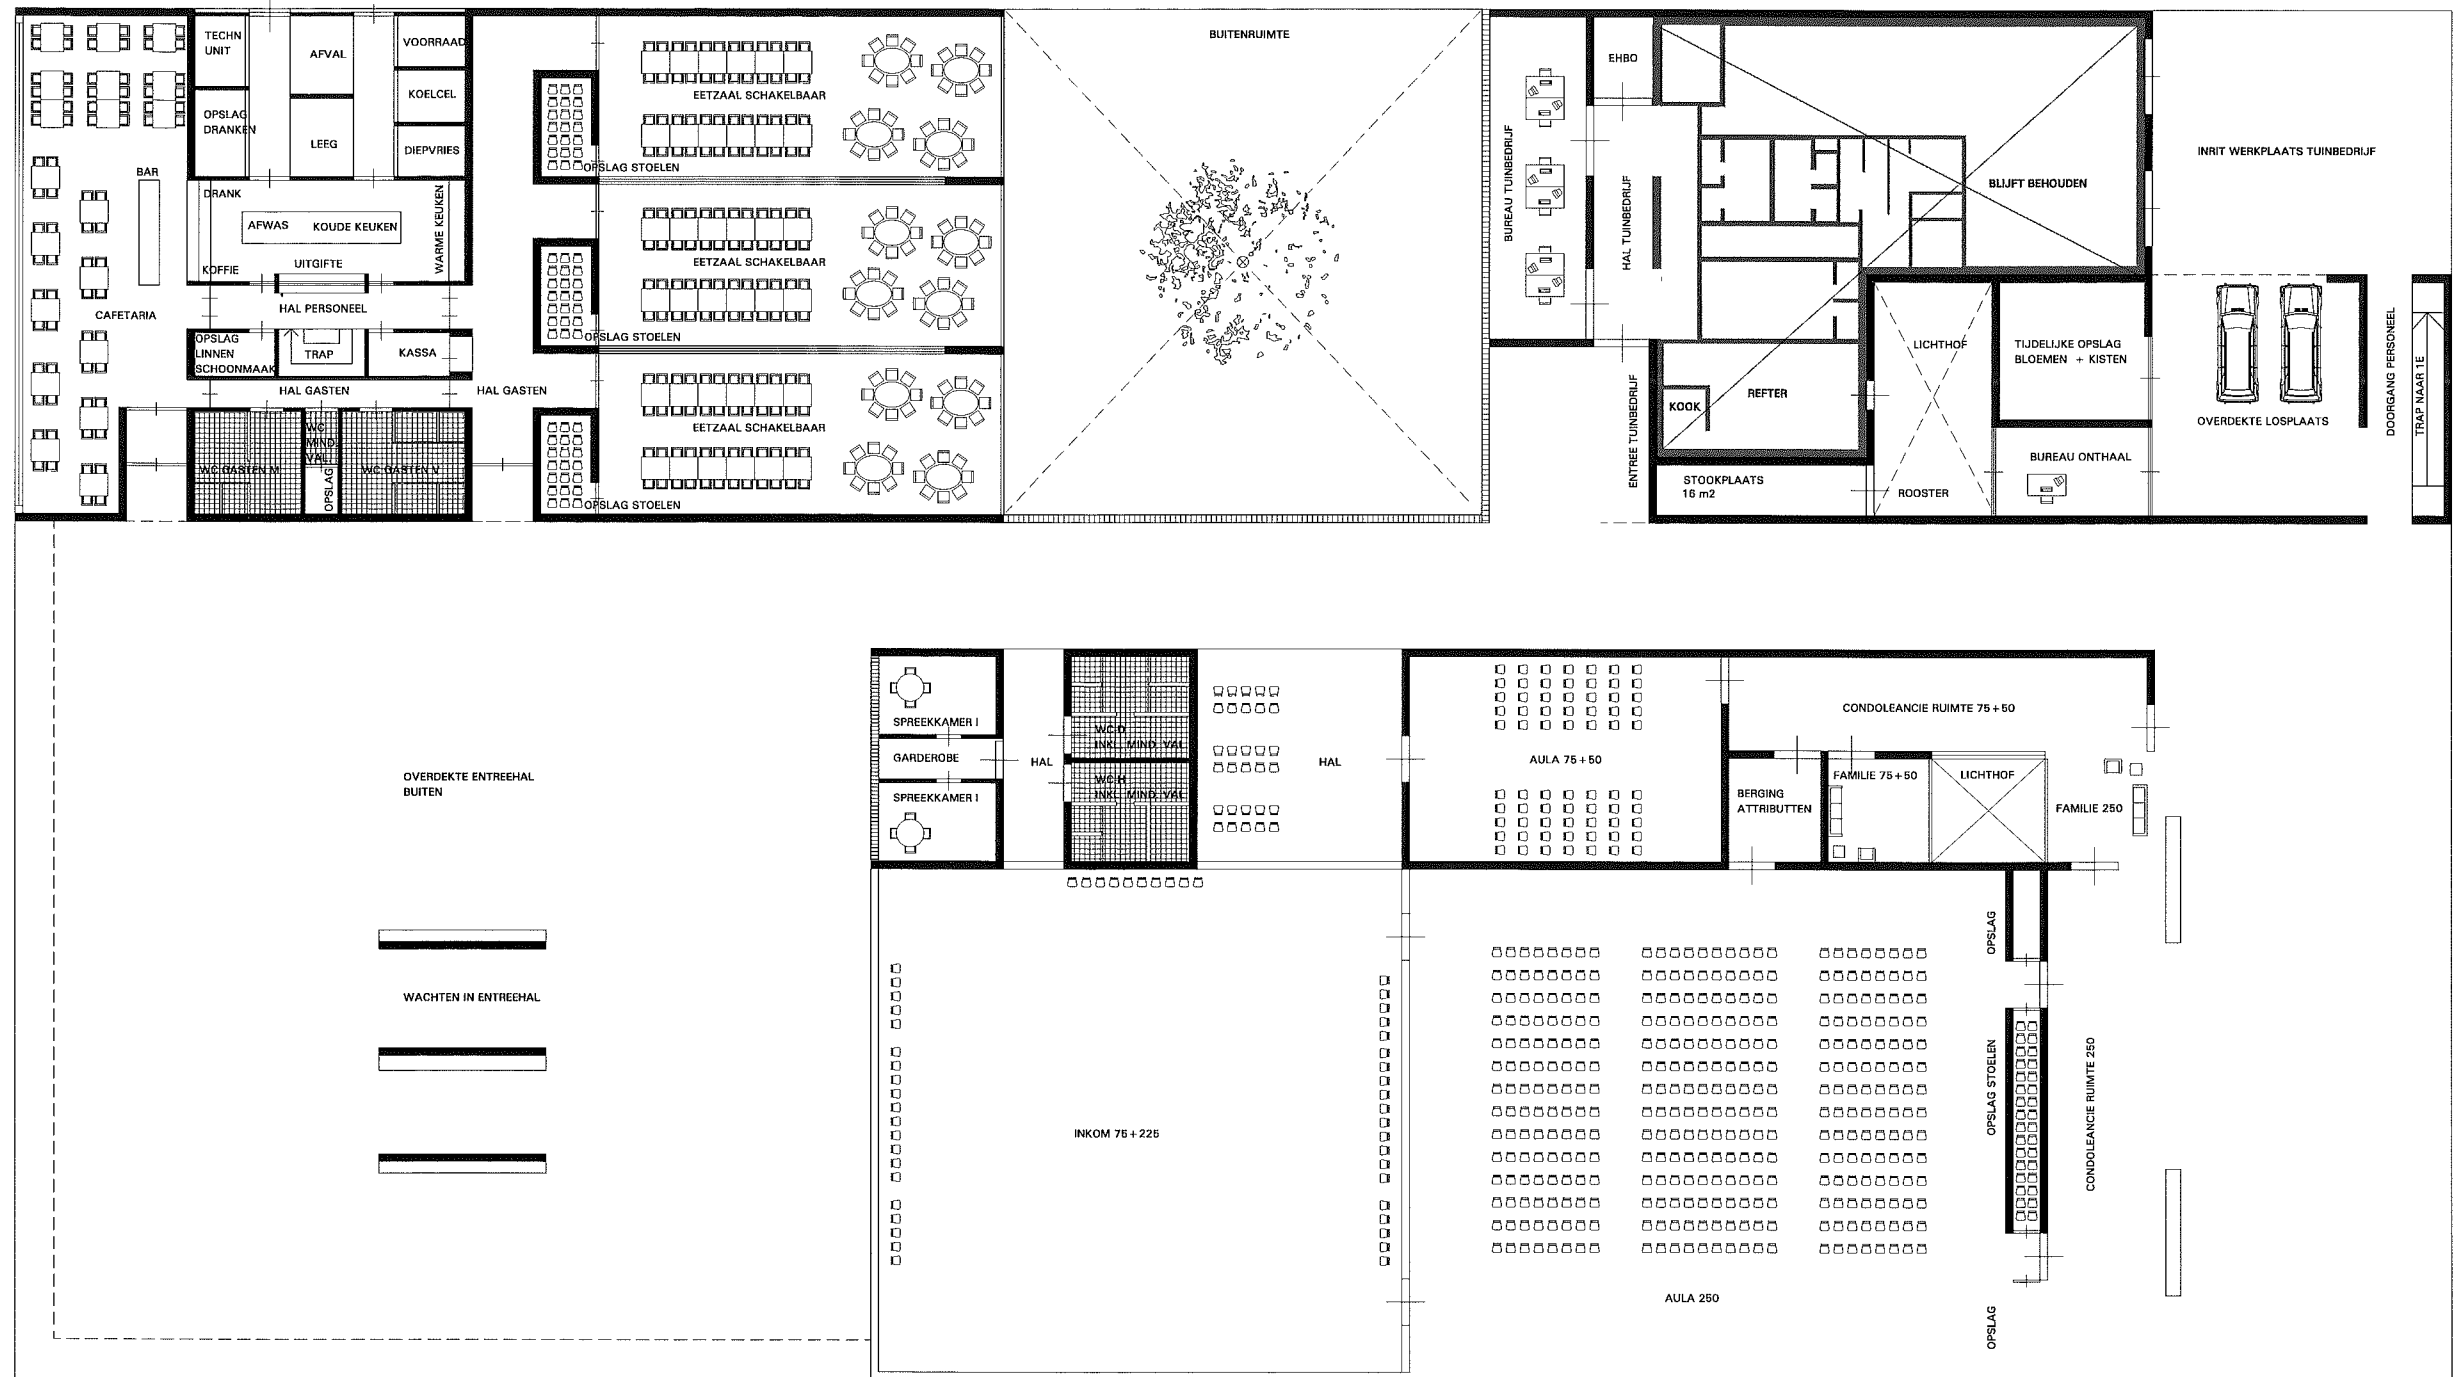 TECHN
UNIT
AFVAL
VOORRAAD
KOELCEL
OPSLAG
DRANKEN
LEEG
DIEPVRIES
BAR
DRANK
AFWAS
KOUDE KEUKEN
WARME KEUKEN
KOFFIE
UITGIFTE
HAL PERSONEEL
CAFETARIA
OPSLAG
LINNEN
SCHOONMAAK
TRAP
KASSA
HAL GASTEN
HAL GASTEN
WC GASTEN M
WC
MIND.
VAL.
OPSLAG
WC GASTEN V
EETZAAL SCHAKELBAAR
OPSLAG STOELEN
EETZAAL SCHAKELBAAR
OPSLAG STOELEN
EETZAAL SCHAKELBAAR
OPSLAG STOELEN
BUITENRUIMTE
BUREAU TUINBEDRIJF
EHBO
HAL TUINBEDRIJF
ENTREE TUINBEDRIJF
BLIJFT BEHOUDEN
INRIT WERKPLAATS TUINBEDRIJF
KOOK
REFTER
STOOKPLAATS
16 m2
LICHTHOF
ROOSTER
TIJDELIJKE OPSLAG
BLOEMEN + KISTEN
BUREAU ONTHAAL
OVERDEKTE LOSPLAATS
DOORGANG PERSONEEL
TRAP NAAR 1E
SPREEKKAMER I
GARDEROBE
SPREEKKAMER I
HAL
WC-D
INKL. MIND. VAL.
WC-H
INKL. MIND. VAL.
HAL
AULA 75+50
CONDOLEANCIE RUIMTE 75+50
BERGING
ATTRIBUTTEN
FAMILIE 75+50
LICHTHOF
FAMILIE 250
OVERDEKTE ENTREEHAL
BUITEN
WACHTEN IN ENTREEHAL
INKOM 75+225
AULA 250
OPSLAG
OPSLAG STOELEN
OPSLAG
CONDOLEANCIE RUIMTE 250